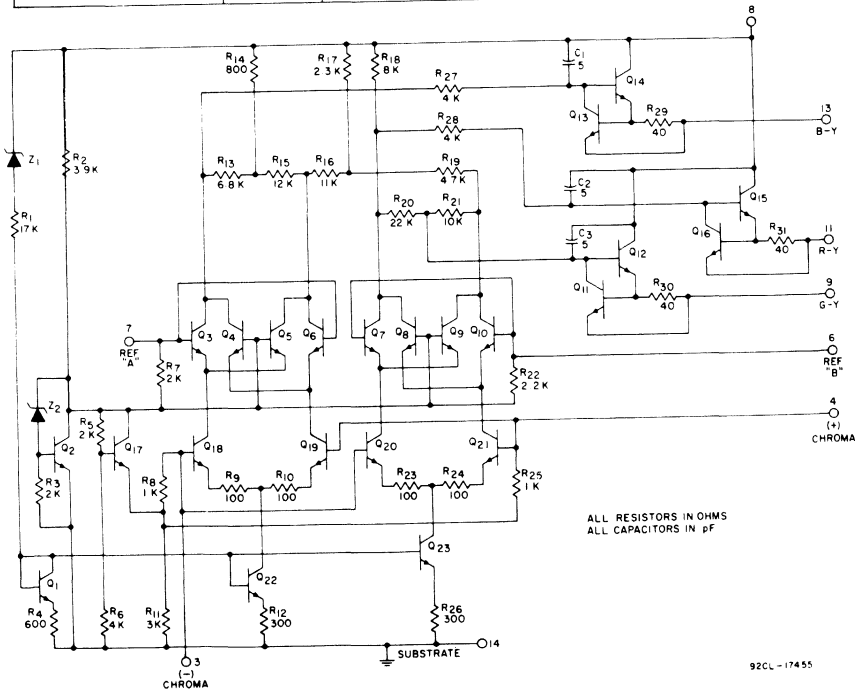 8
R14
800
R17
2.3K
R18
8K
C1
5
Q14
R27
4K
Q13
R29
40
13
B-Y
Z1
R2
3.9K
R28
4K
R13
6.8K
R15
12K
R16
11K
R19
4.7K
C2
5
Q15
R1
17K
R20
22K
R21
10K
Q16
R31
40
11
R-Y
C3
5
Q12
Q11
R30
40
9
G-Y
7
REF
"A"
Q3
Q4
Q5
Q6
Q7
Q8
Q9
Q10
6
REF
"B"
R7
2K
R22
2.2K
Z2
4
(+)
CHROMA
R5
2K
Q2
Q17
Q18
Q19
Q20
Q21
R3
2K
R8
1K
R9
100
R10
100
R23
100
R24
100
R25
1K
ALL RESISTORS IN OHMS
ALL CAPACITORS IN pF
Q23
Q1
Q22
R4
600
R6
4K
R11
3K
R12
300
R26
300
SUBSTRATE
14
3
(-)
CHROMA
92CL-17455